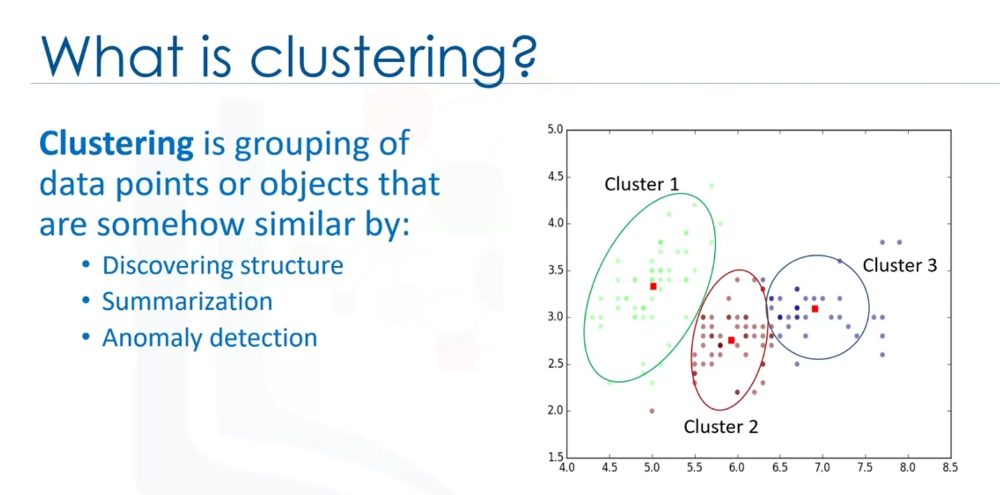 What is clustering?
Clustering is grouping of
data points or objects that
are somehow similar by:
• Discovering structure
• Summarization
• Anomaly detection
5.0
4.5
4.0
3.5
3.0
2.5
2.0
1.5
Cluster 1
Cluster 3
Cluster 2
4.0 4.5 5.0 5.5 6.0 6.5 7.0 7.5 8.0 8.5